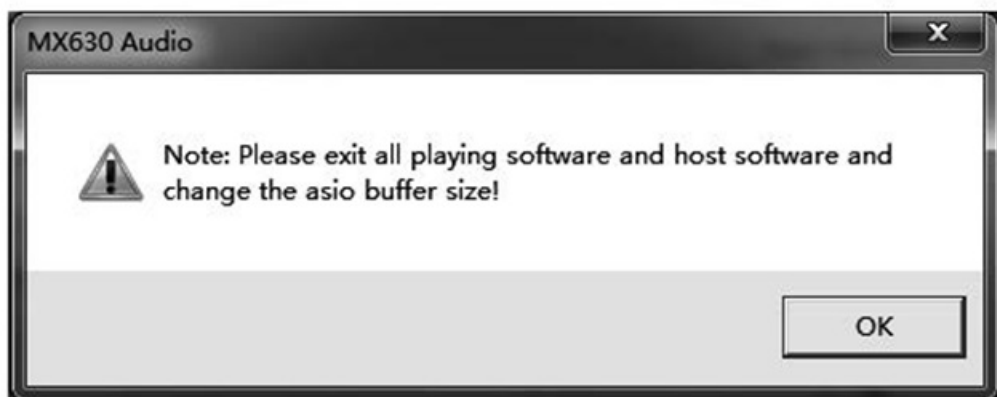 MX630 Audio
x
Note: Please exit all playing software and host software and
change the asio buffer size!
OK